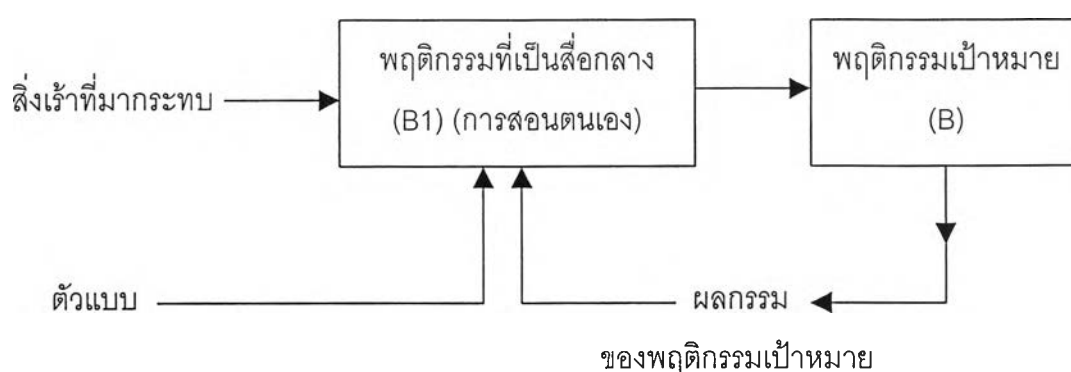 สิ่งเร้าที่มากระทบ
พฤติกรรมที่เป็นสื่อกลาง
(B1) (การสอนตนเอง)
พฤติกรรมเป้าหมาย
(B)
ตัวแบบ
ผลกรรม
ของพฤติกรรมเป้าหมาย